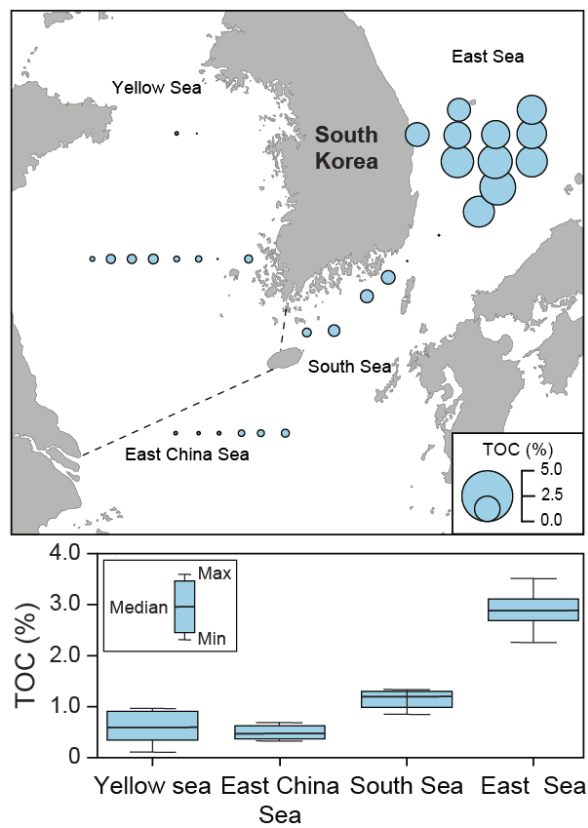 East Sea
Yellow Sea
South
Korea
South Sea
East China Sea
TOC (%)
5.0
2.5
0.0
4.0
3.0
2.0
1.0
0
TOC (%)
Max
Median
Min
Yellow sea
East China
Sea
South Sea
East Sea